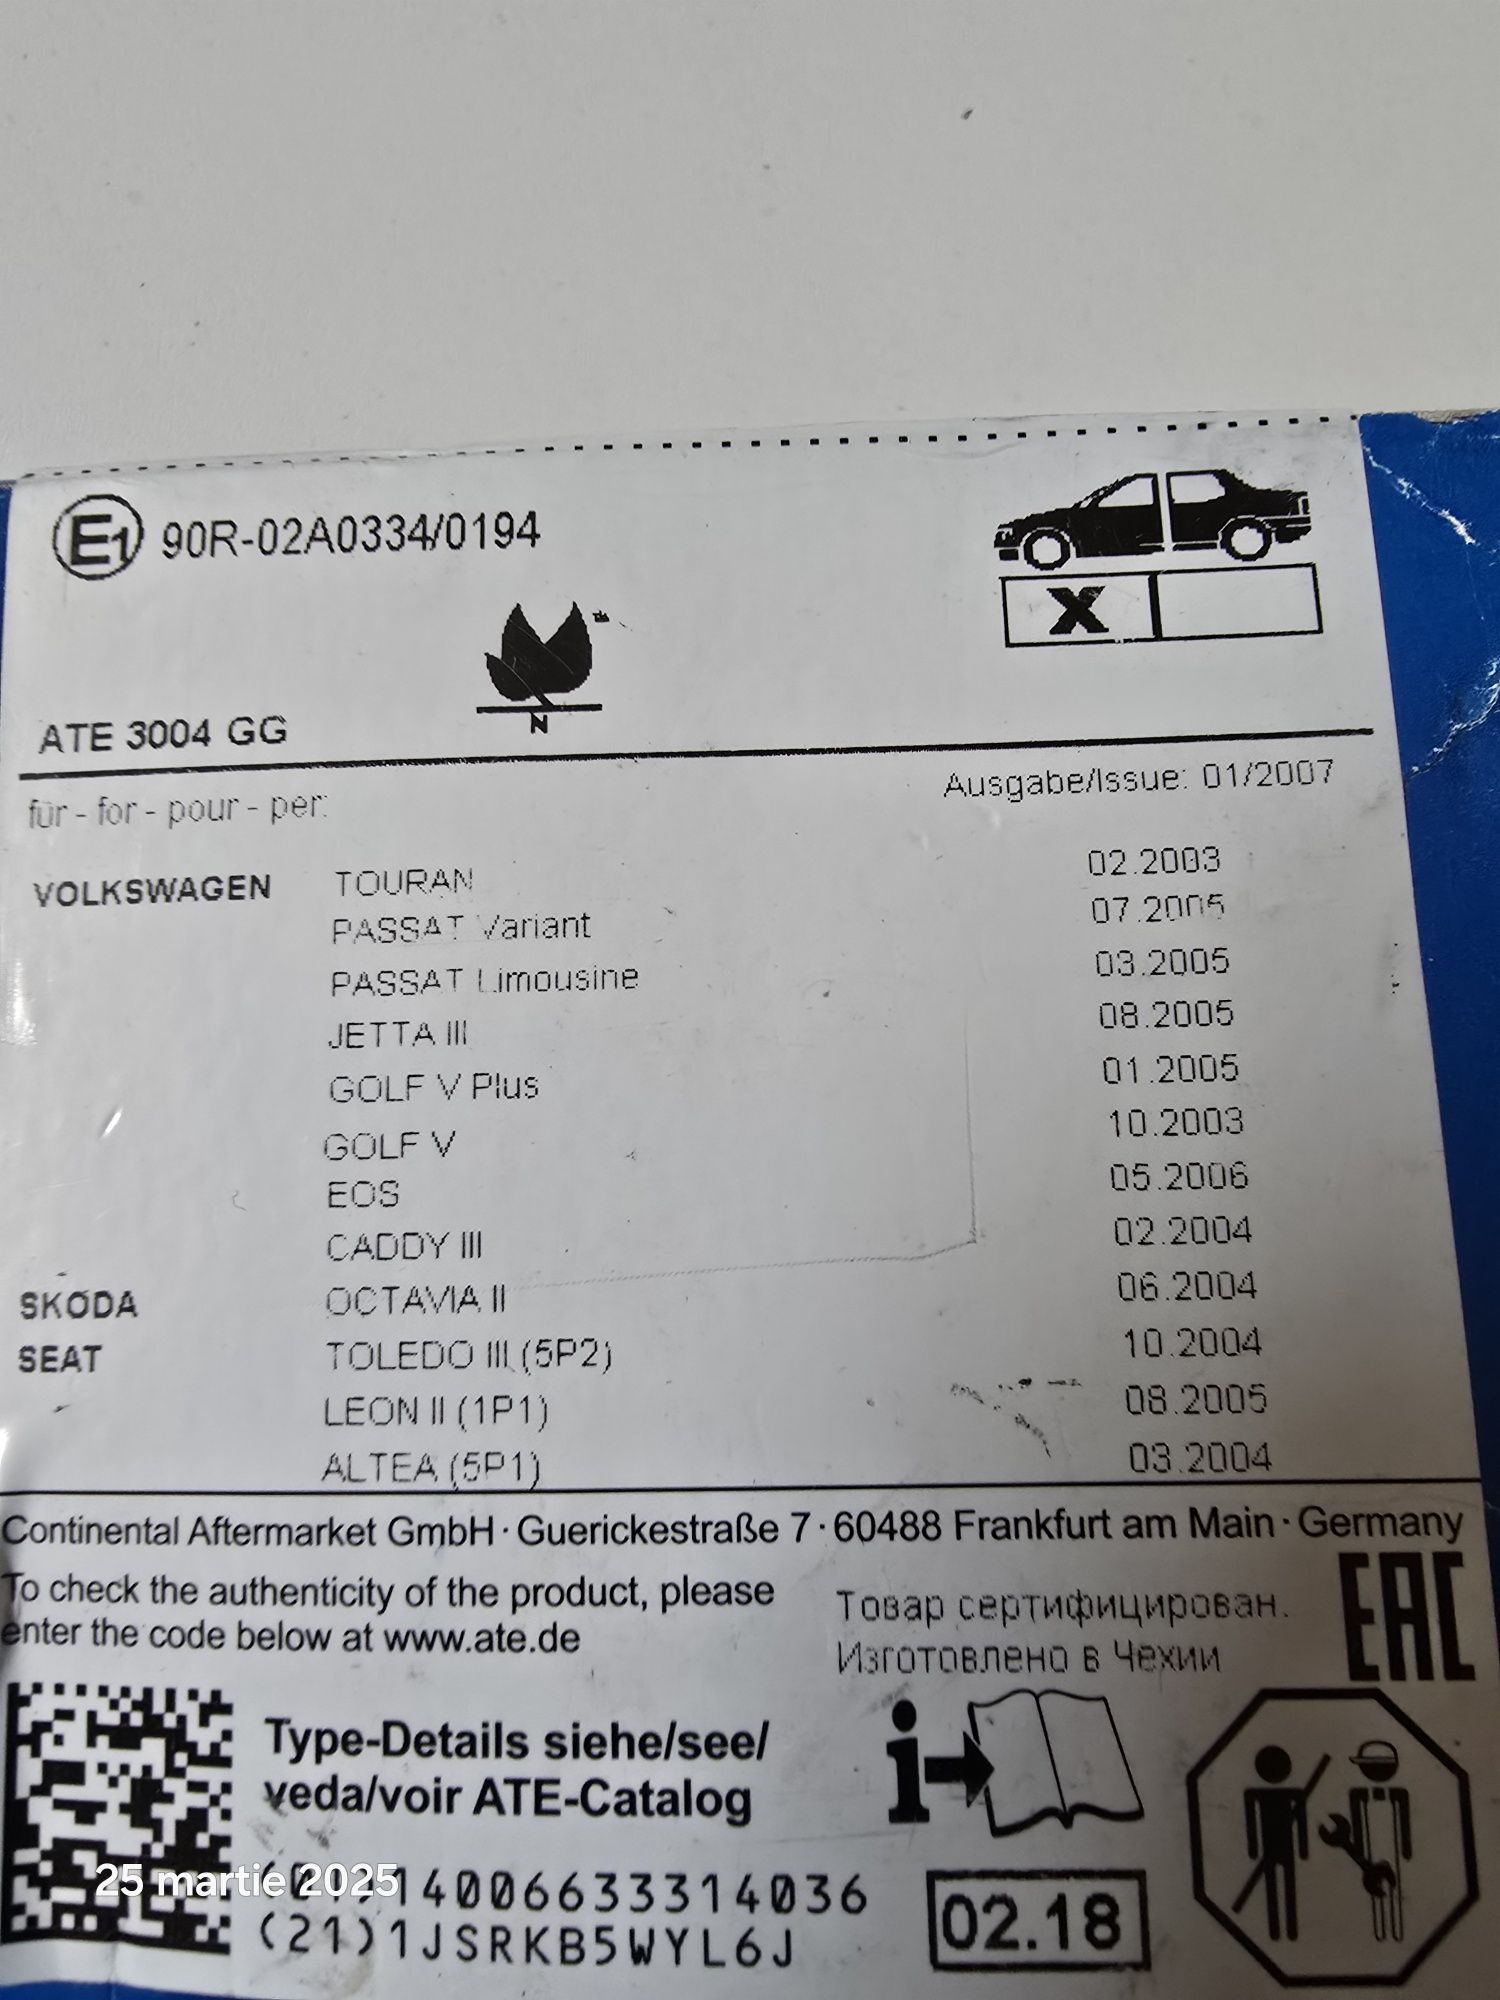 E1 90R-02A0334/0194
X
N
ATE 3004 GG
für - for - pour - per:
Ausgabe/Issue: 01/2007
VOLKSWAGEN TOURAN 02.2003
PASSAT Variant 07.2005
PASSAT Limousine 03.2005
JETTA III 08.2005
GOLF V Plus 01.2005
GOLF V 10.2003
EOS 05.2006
CADDY III 02.2004
SKODA OCTAVIA II 06.2004
SEAT TOLEDO III (5P2) 10.2004
LEON II (1P1) 08.2005
ALTEA (5P1) 03.2004
Continental Aftermarket GmbH · Guerickestraße 7 · 60488 Frankfurt am Main · Germany
To check the authenticity of the product, please
enter the code below at www.ate.de
Товар сертифицирован.
Изготовлено в Чехии
EAC
Type-Details siehe/see/
veda/voir ATE-Catalog
14006633314036
(21)1JSRKB5WYL6J
02.18
25 martie 2025